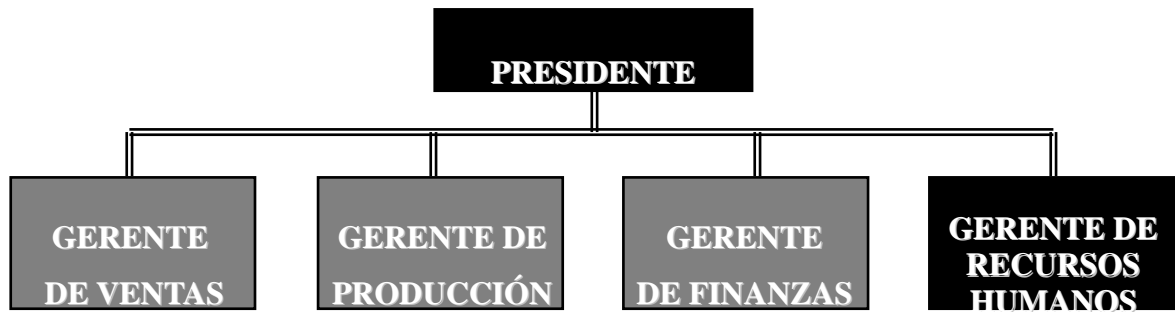 PRESIDENTE
GERENTE
DE VENTAS
GERENTE DE
PRODUCCIÓN
GERENTE
DE FINANZAS
GERENTE DE
RECURSOS
HUMANOS